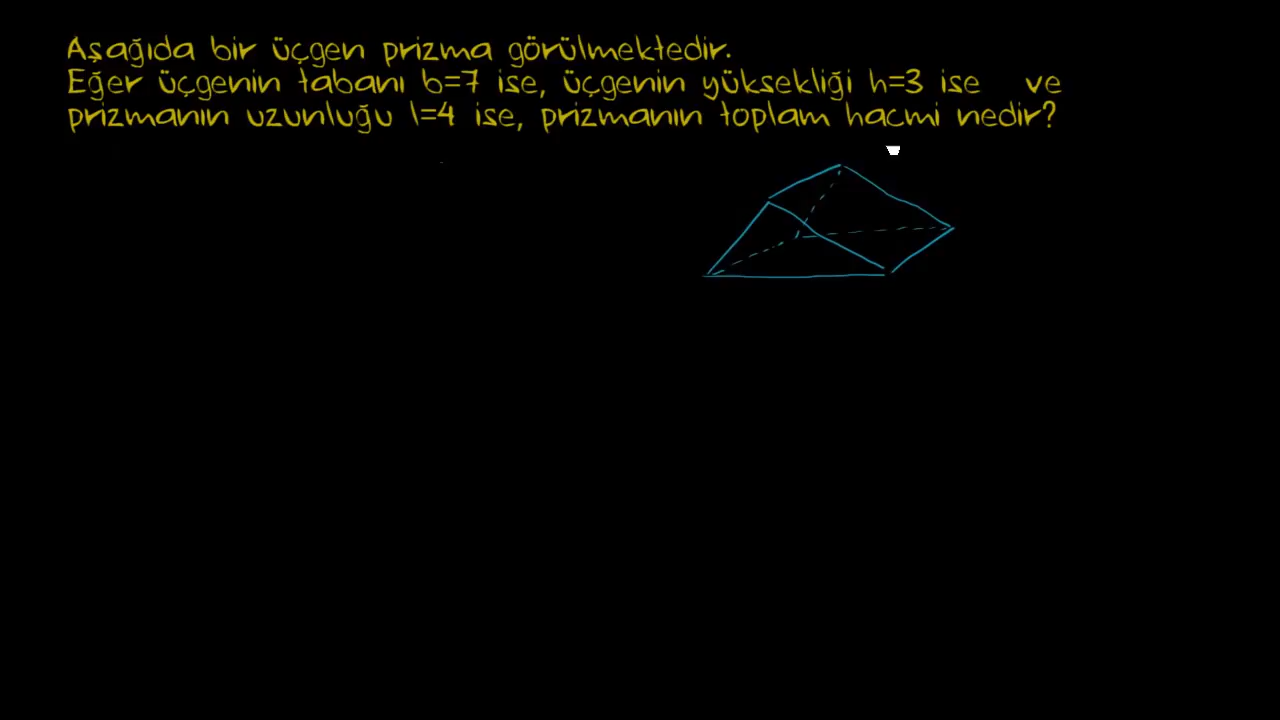 Aşağıda bir üçgen prizma görülmektedir.
Eğer üçgenin tabanı b=7 ise, üçgenin yüksekliği h=3 ise ve
prizmanın uzunluğu l=4 ise, prizmanın toplam hacmi nedir?